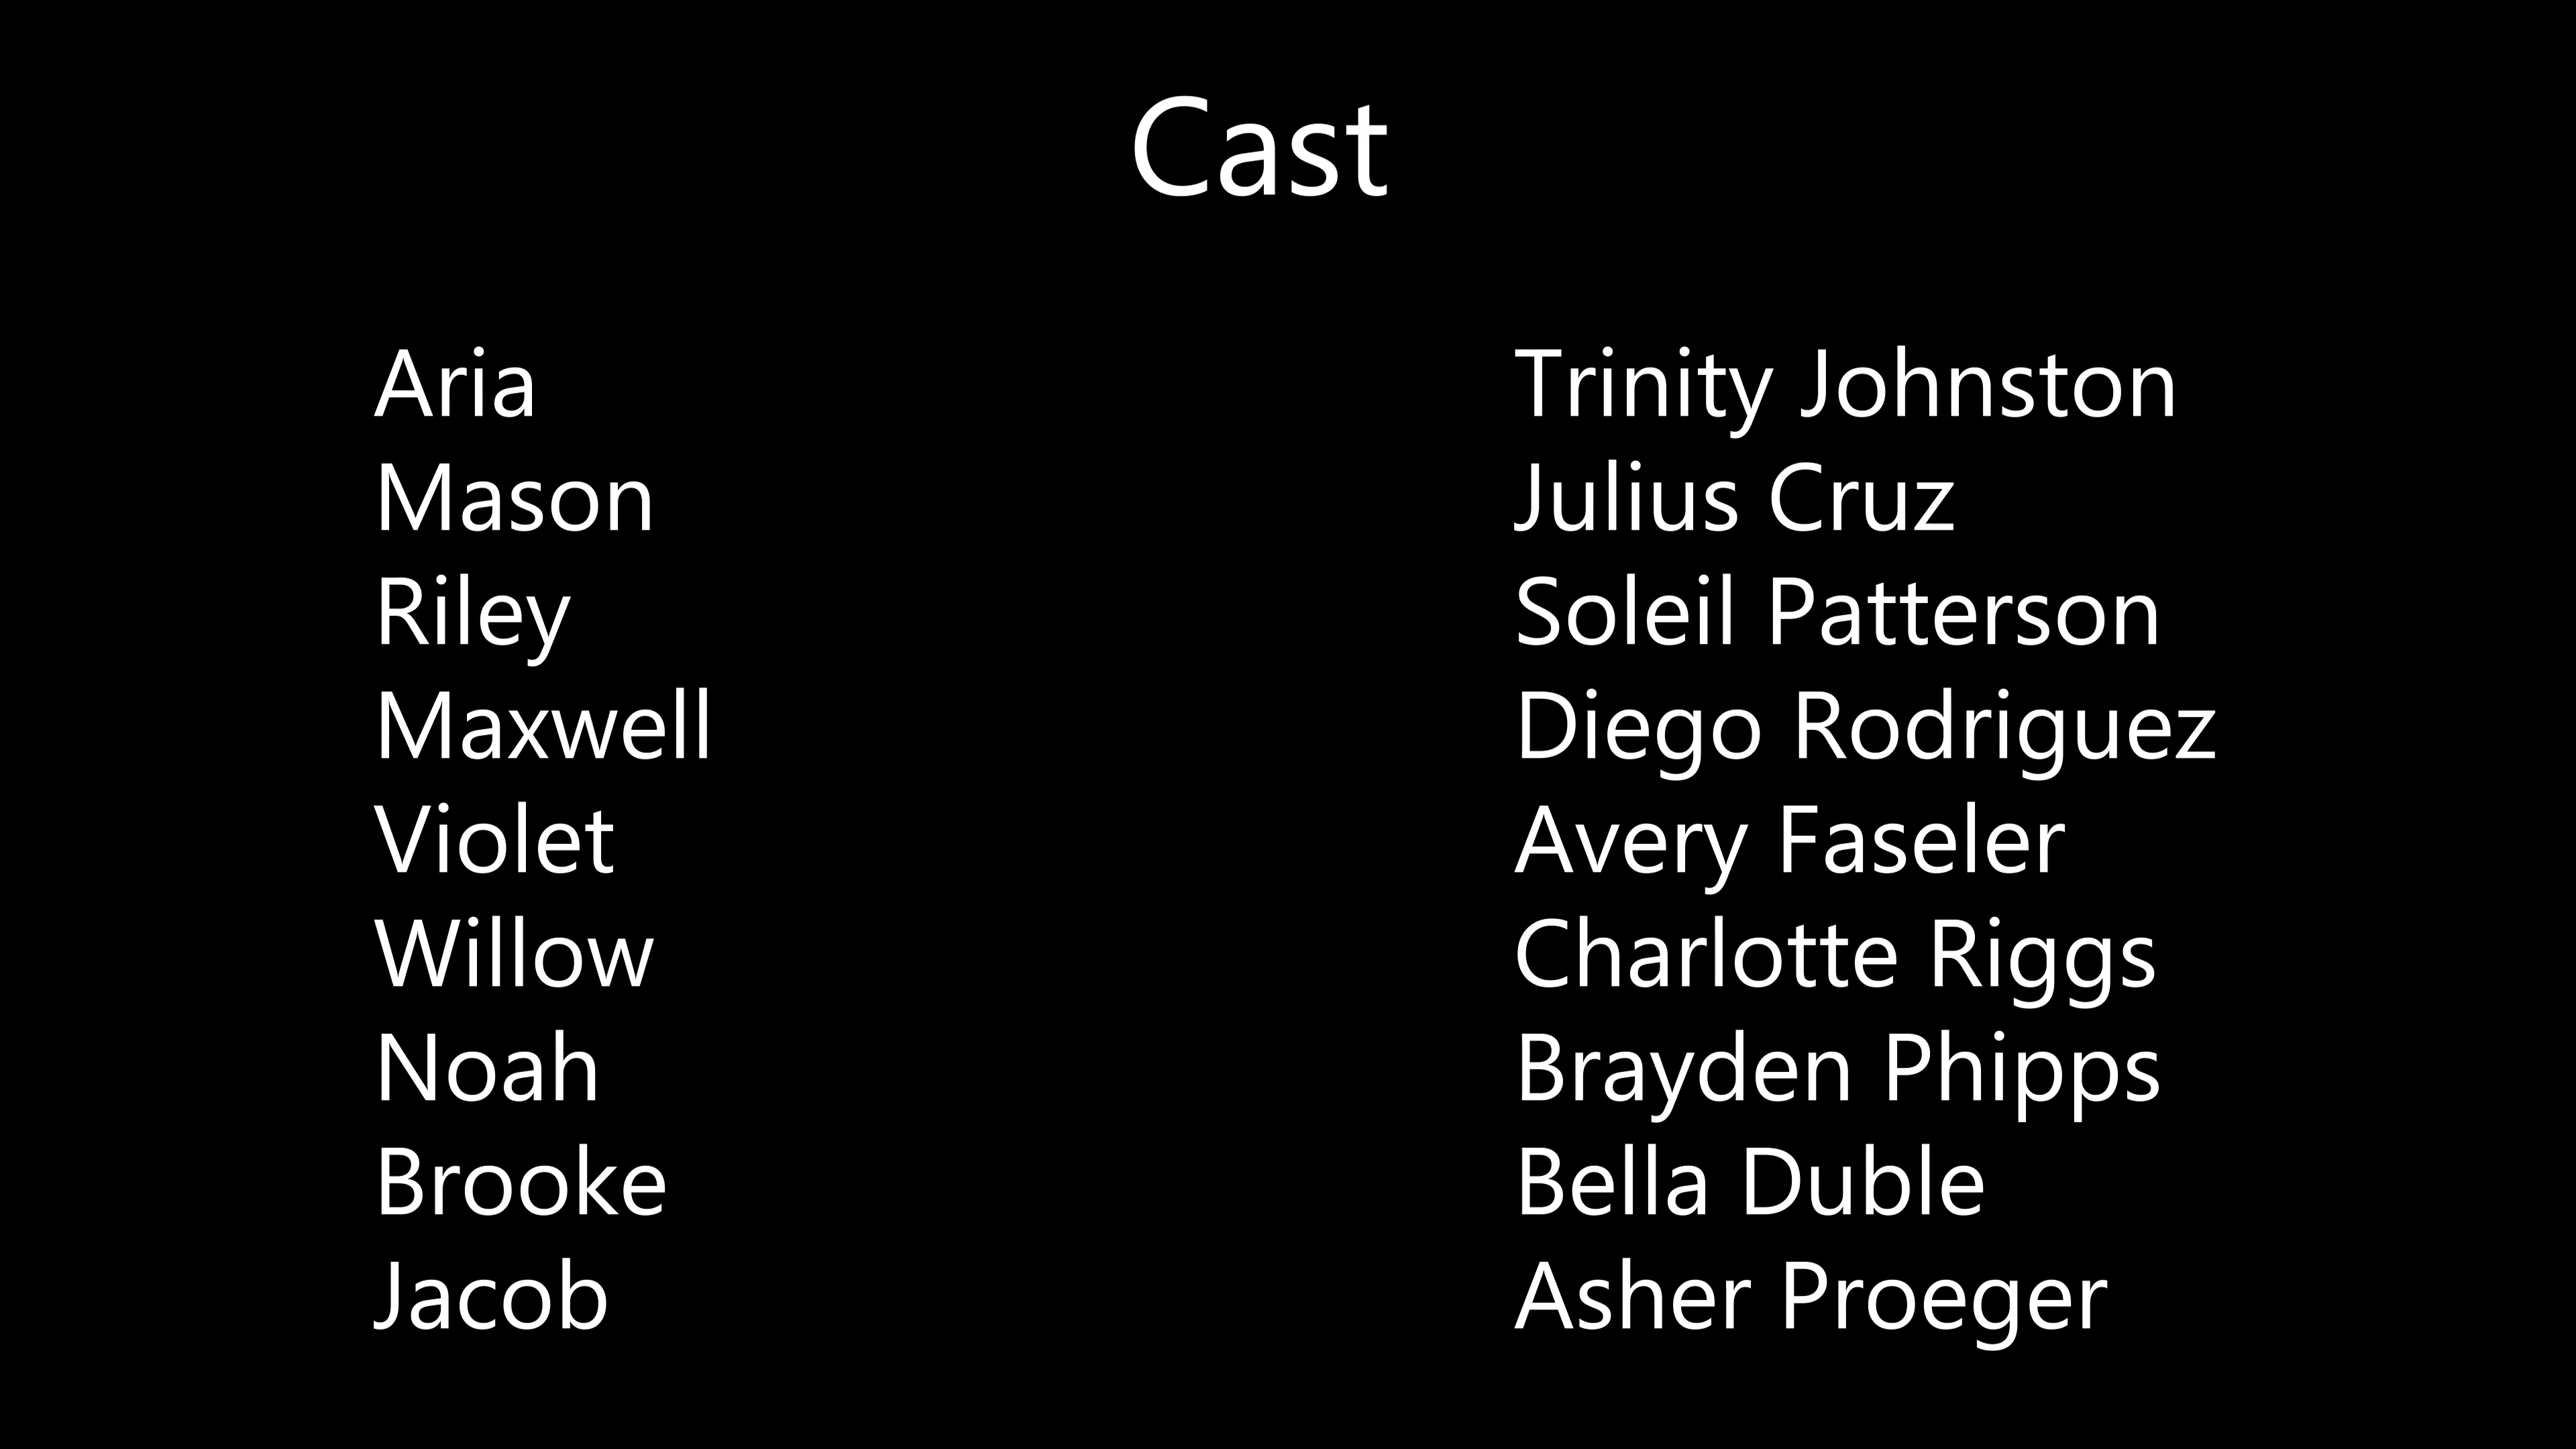 Cast
Aria Trinity Johnston
Mason Julius Cruz
Riley Soleil Patterson
Maxwell Diego Rodriguez
Violet Avery Faseler
Willow Charlotte Riggs
Noah Brayden Phipps
Brooke Bella Duble
Jacob Asher Proeger